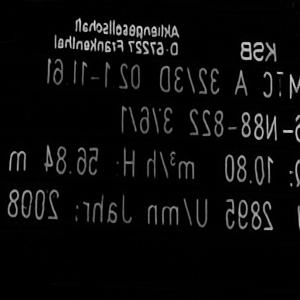 KSB Aktiengesellschaft
D-67227 Frankenthal
MTC A 32/3D 02.1-11.61
-N88-822 376/1
: 10.80 m³/h H: 56.84 m
2895 U/mn Jahr: 2008